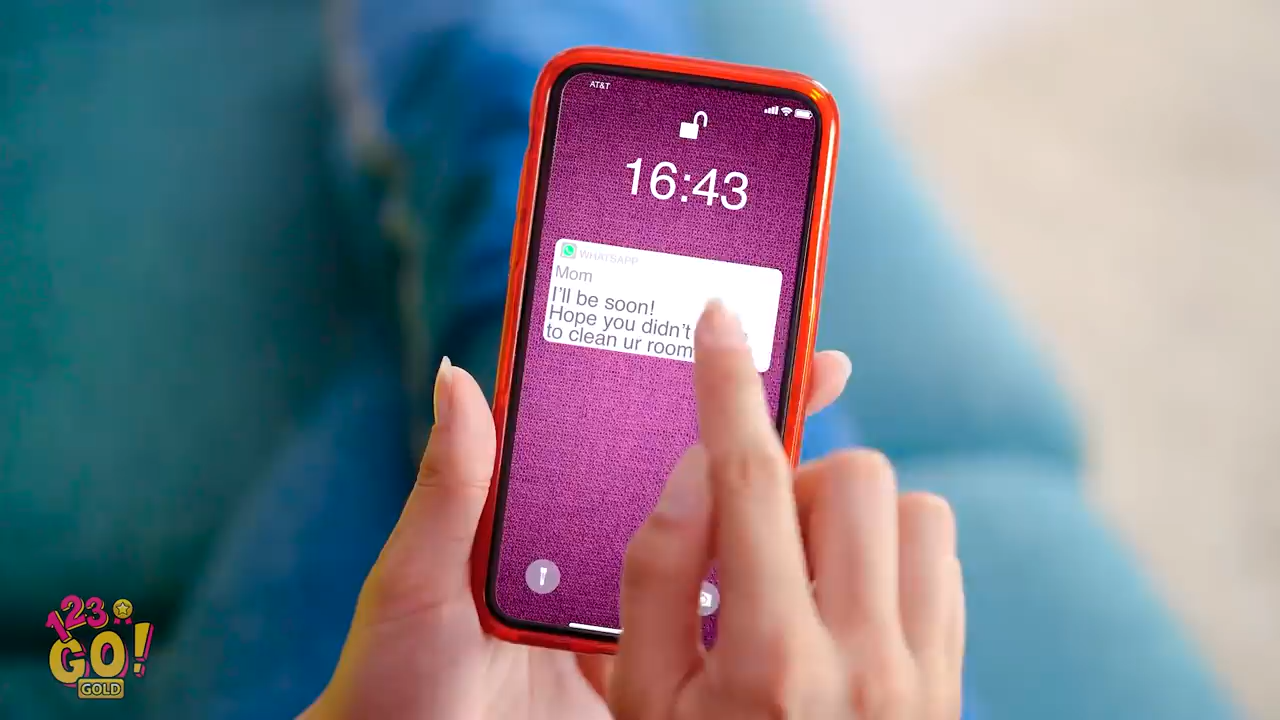 AT&T
16:43
WHATSAPP
Mom
I'll be soon!
Hope you didn't
to clean ur room
123
GO!
GOLD